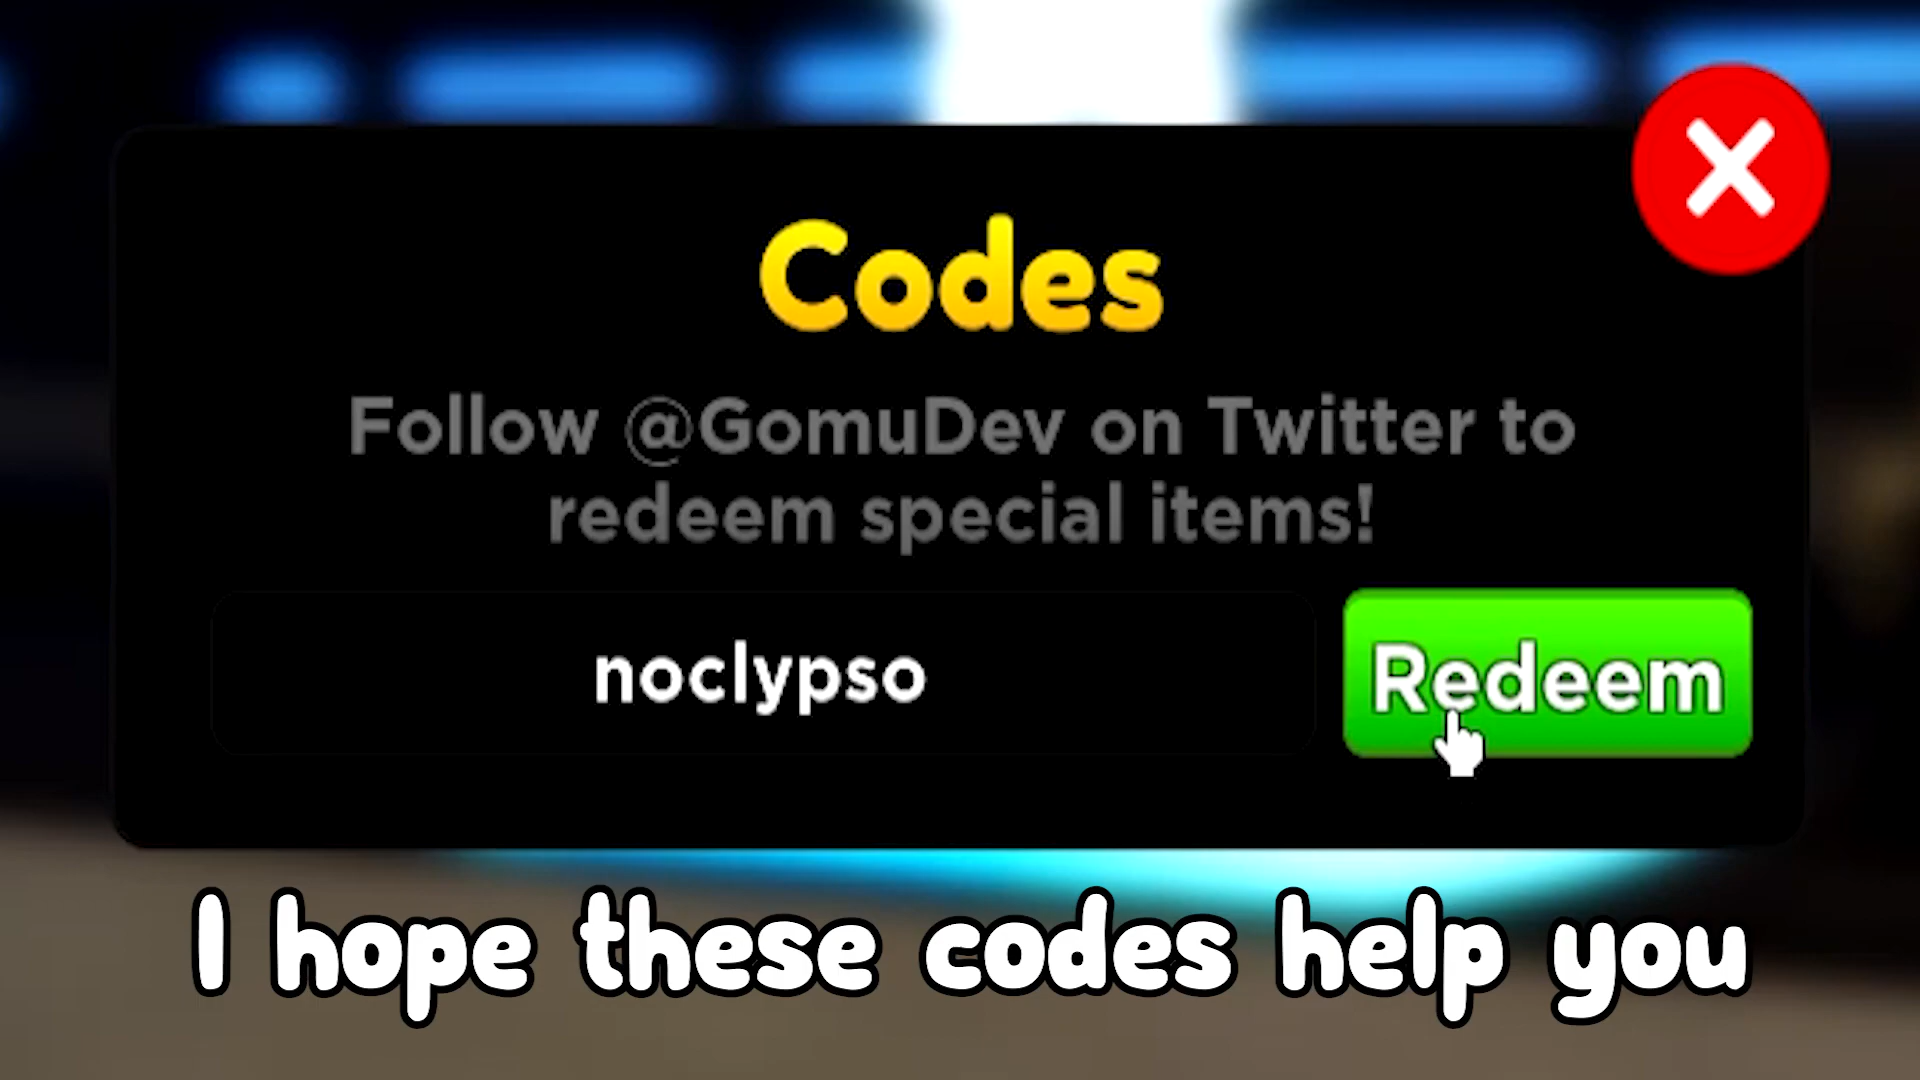 Codes
Follow @GomuDev on Twitter to
redeem special items!
noclypso
Redeem
I hope these codes help you